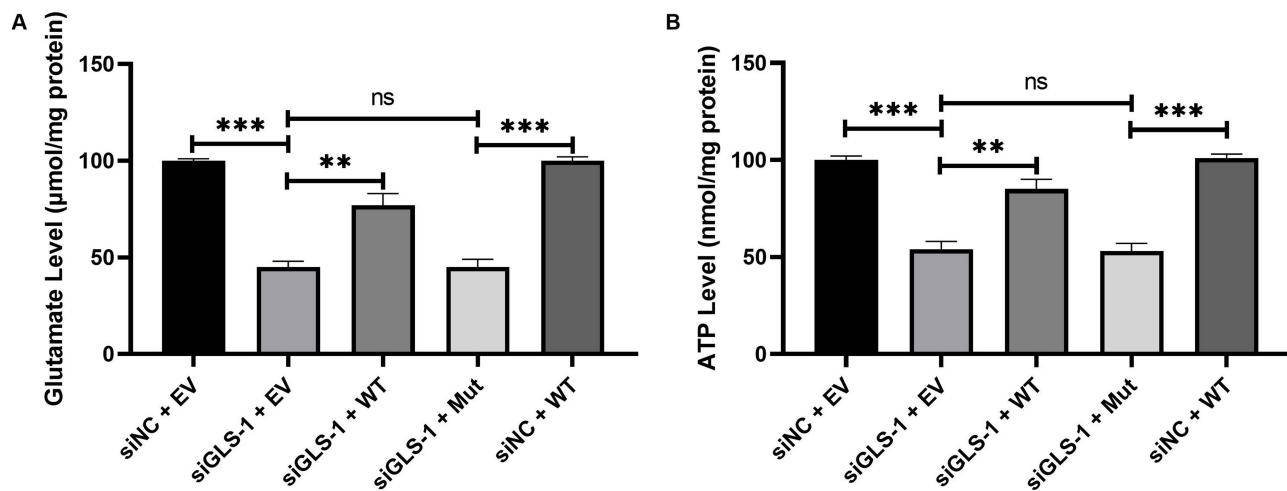 A
Glutamate Level (µmol/mg protein)
150
100
50
0
***
**
ns
***
siNC + EV
siGLS-1 + EV
siGLS-1 + WT
siGLS-1 + Mut
siNC + WT
B
ATP Level (nmol/mg protein)
150
100
50
0
***
**
ns
***
siNC + EV
siGLS-1 + EV
siGLS-1 + WT
siGLS-1 + Mut
siNC + WT